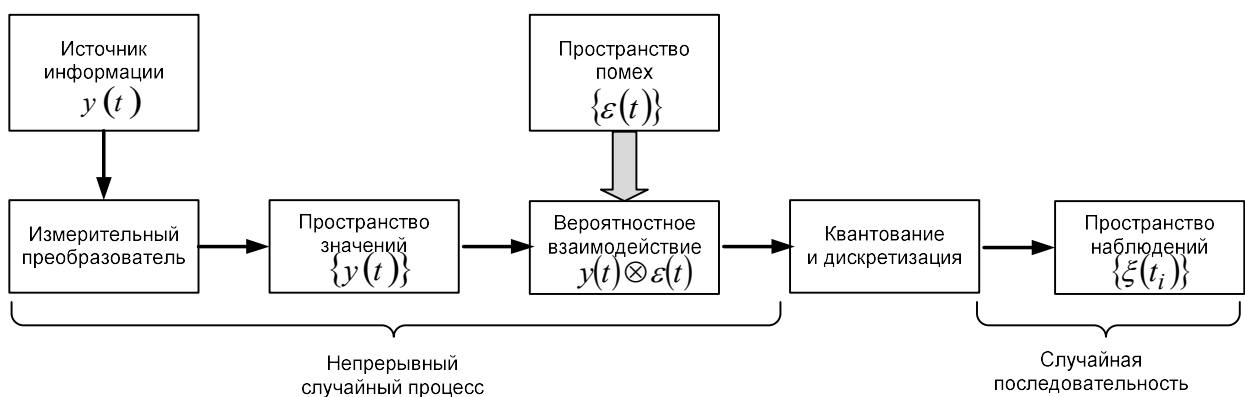 Источник
информации
y(t)
Пространство
помех
{ε(t)}
Измерительный
преобразователь
Пространство
значений
{y(t)}
Вероятностное
взаимодействие
y(t)⊗ε(t)
Квантование
и дискретизация
Пространство
наблюдений
{ξ(tᵢ)}
Непрерывный
случайный процесс
Случайная
последовательность